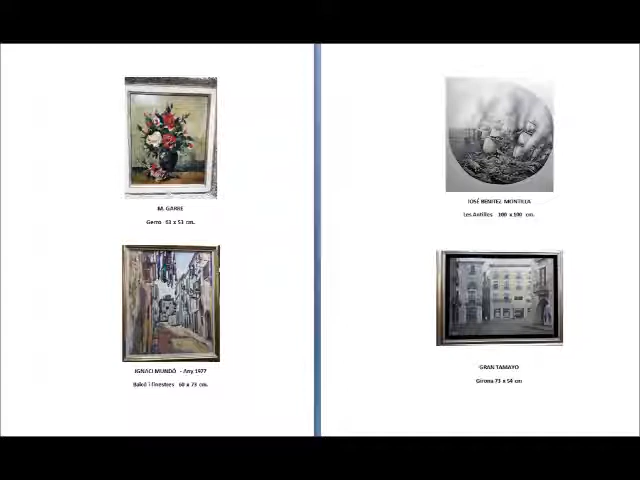 M. GARRE
Gerro 63 x 53 cm.
IGNACI MUNDÓ - Any 1977
Balcó i finestres 60 x 73 cm.
JOSÉ BENITEZ MONTILLA
Les Antilles 100 x 100 cm.
GRAN TAMAYO
Girona 73 x 54 cm